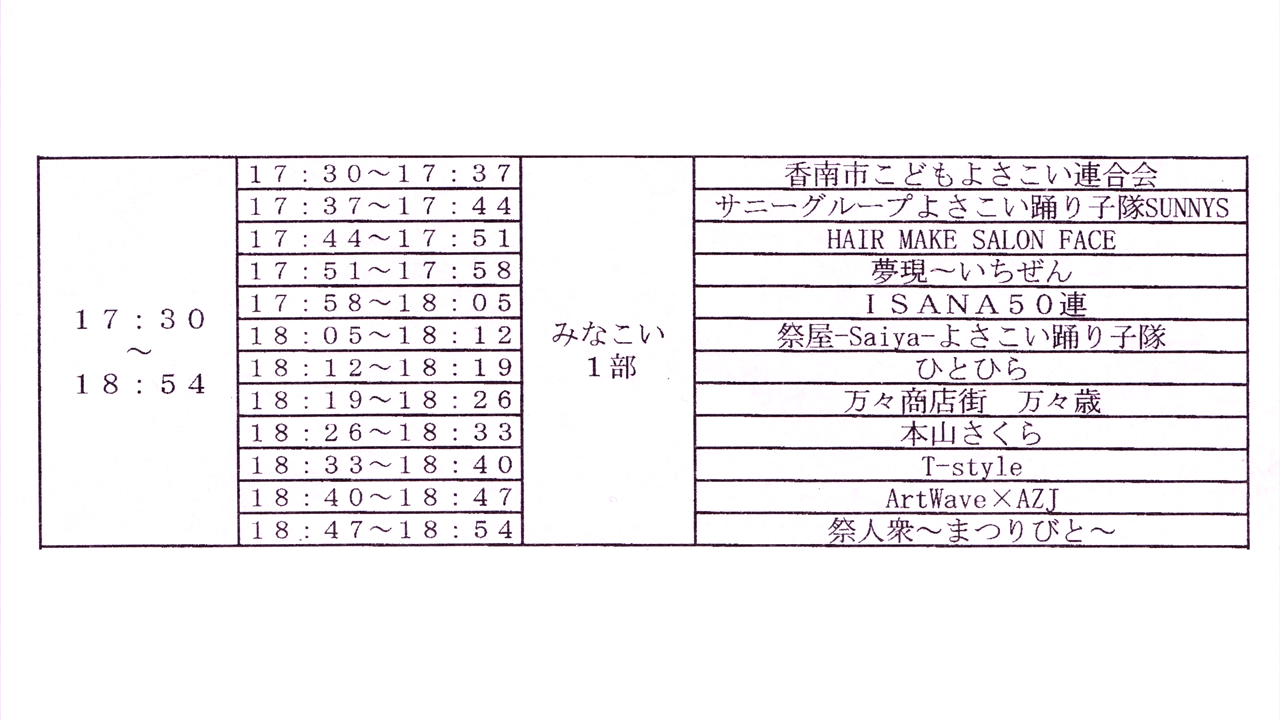 17:30
～
18:54
みなこい
1部
17:30～17:37 香南市こどもよさこい連合会
17:37～17:44 サニーグループよさこい踊り子隊SUNNYS
17:44～17:51 HAIR MAKE SALON FACE
17:51～17:58 夢現～いちぜん
17:58～18:05 ISANA50連
18:05～18:12 祭屋-Saiya-よさこい踊り子隊
18:12～18:19 ひとひら
18:19～18:26 万々商店街　万々歳
18:26～18:33 本山さくら
18:33～18:40 T-style
18:40～18:47 ArtWave×AZJ
18:47～18:54 祭人衆～まつりびと～